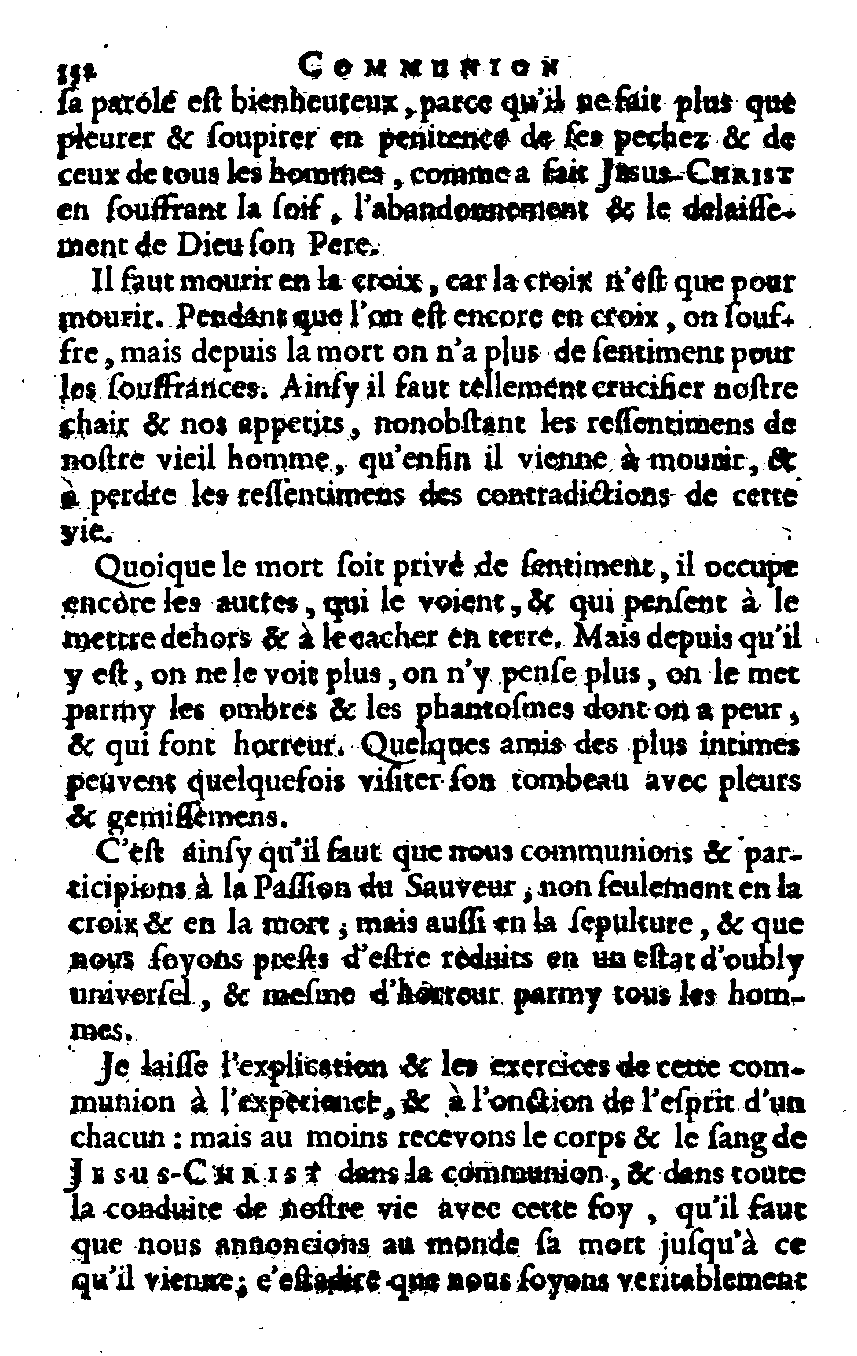 152 COMMUNION
ſa parole eſt bienheureux, parce qu'il ne fait plus que
pleurer & ſoupirer en penitence de ſes pechez & de
ceux de tous les hommes, comme a fait JESUS-CHRIST
en ſouffrant la ſoif, l'abandonnement & le delaiſſe-
ment de Dieu ſon Pere.
Il faut mourir en la croix, car la croix n'eſt que pour
mourir. Pendant que l'on eſt encore en croix, on ſouf-
fre, mais depuis la mort on n'a plus de ſentiment pour
les ſouffrances. Ainſy il faut tellement crucifier noſtre
chair & nos appetits, nonobſtant les reſſentimens de
noſtre vieil homme, qu'enfin il vienne à mourir, &
à perdre les reſſentimens des contradictions de cette
vie.
Quoique le mort ſoit privé de ſentiment, il occupe
encore les autres, qui le voient, & qui penſent à le
mettre dehors & à le cacher en terre. Mais depuis qu'il
y eſt, on ne le voit plus, on n'y penſe plus, on le met
parmy les ombres & les phantoſmes dont on a peur,
& qui font horreur. Quelques amis des plus intimes
peuvent quelquefois viſiter ſon tombeau avec pleurs
& gemiſſemens.
C'eſt ainſy qu'il faut que nous communions & par-
ticipions à la Paſſion du Sauveur, non ſeulement en la
croix & en la mort; mais auſſi en la ſepulture, & que
nous ſoyons preſts d'eſtre reduits en un eſtat d'oubly
univerſel, & meſme d'horreur parmy tous les hom-
mes.
Je laiſſe l'explication & les exercices de cette com-
munion à l'experience, & à l'onction de l'eſprit d'un
chacun : mais au moins recevons le corps & le ſang de
JESUS-CHRIST dans la communion, & dans toute
la conduite de noſtre vie avec cette foy, qu'il faut
que nous annoncions au monde ſa mort juſqu'à ce
qu'il vienne; c'eſtadire que nous ſoyons veritablement